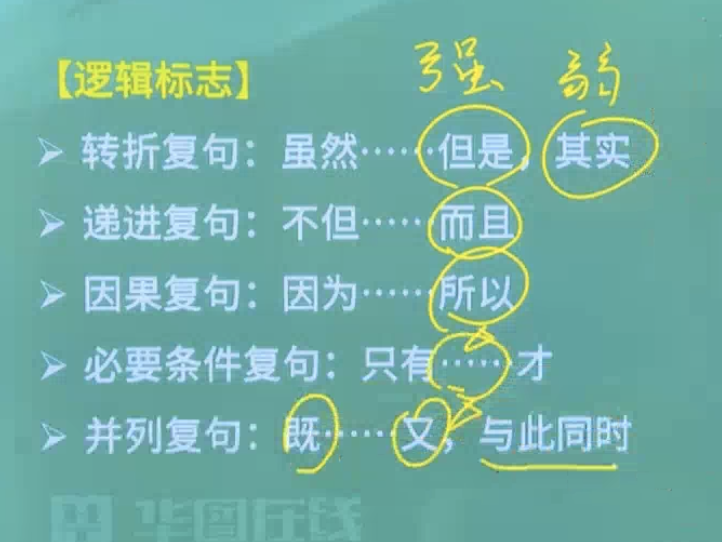 强 弱
【逻辑标志】
转折复句：虽然……但是，其实
递进复句：不但……而且
因果复句：因为……所以
必要条件复句：只有……才
并列复句：既……又，与此同时
华图在线